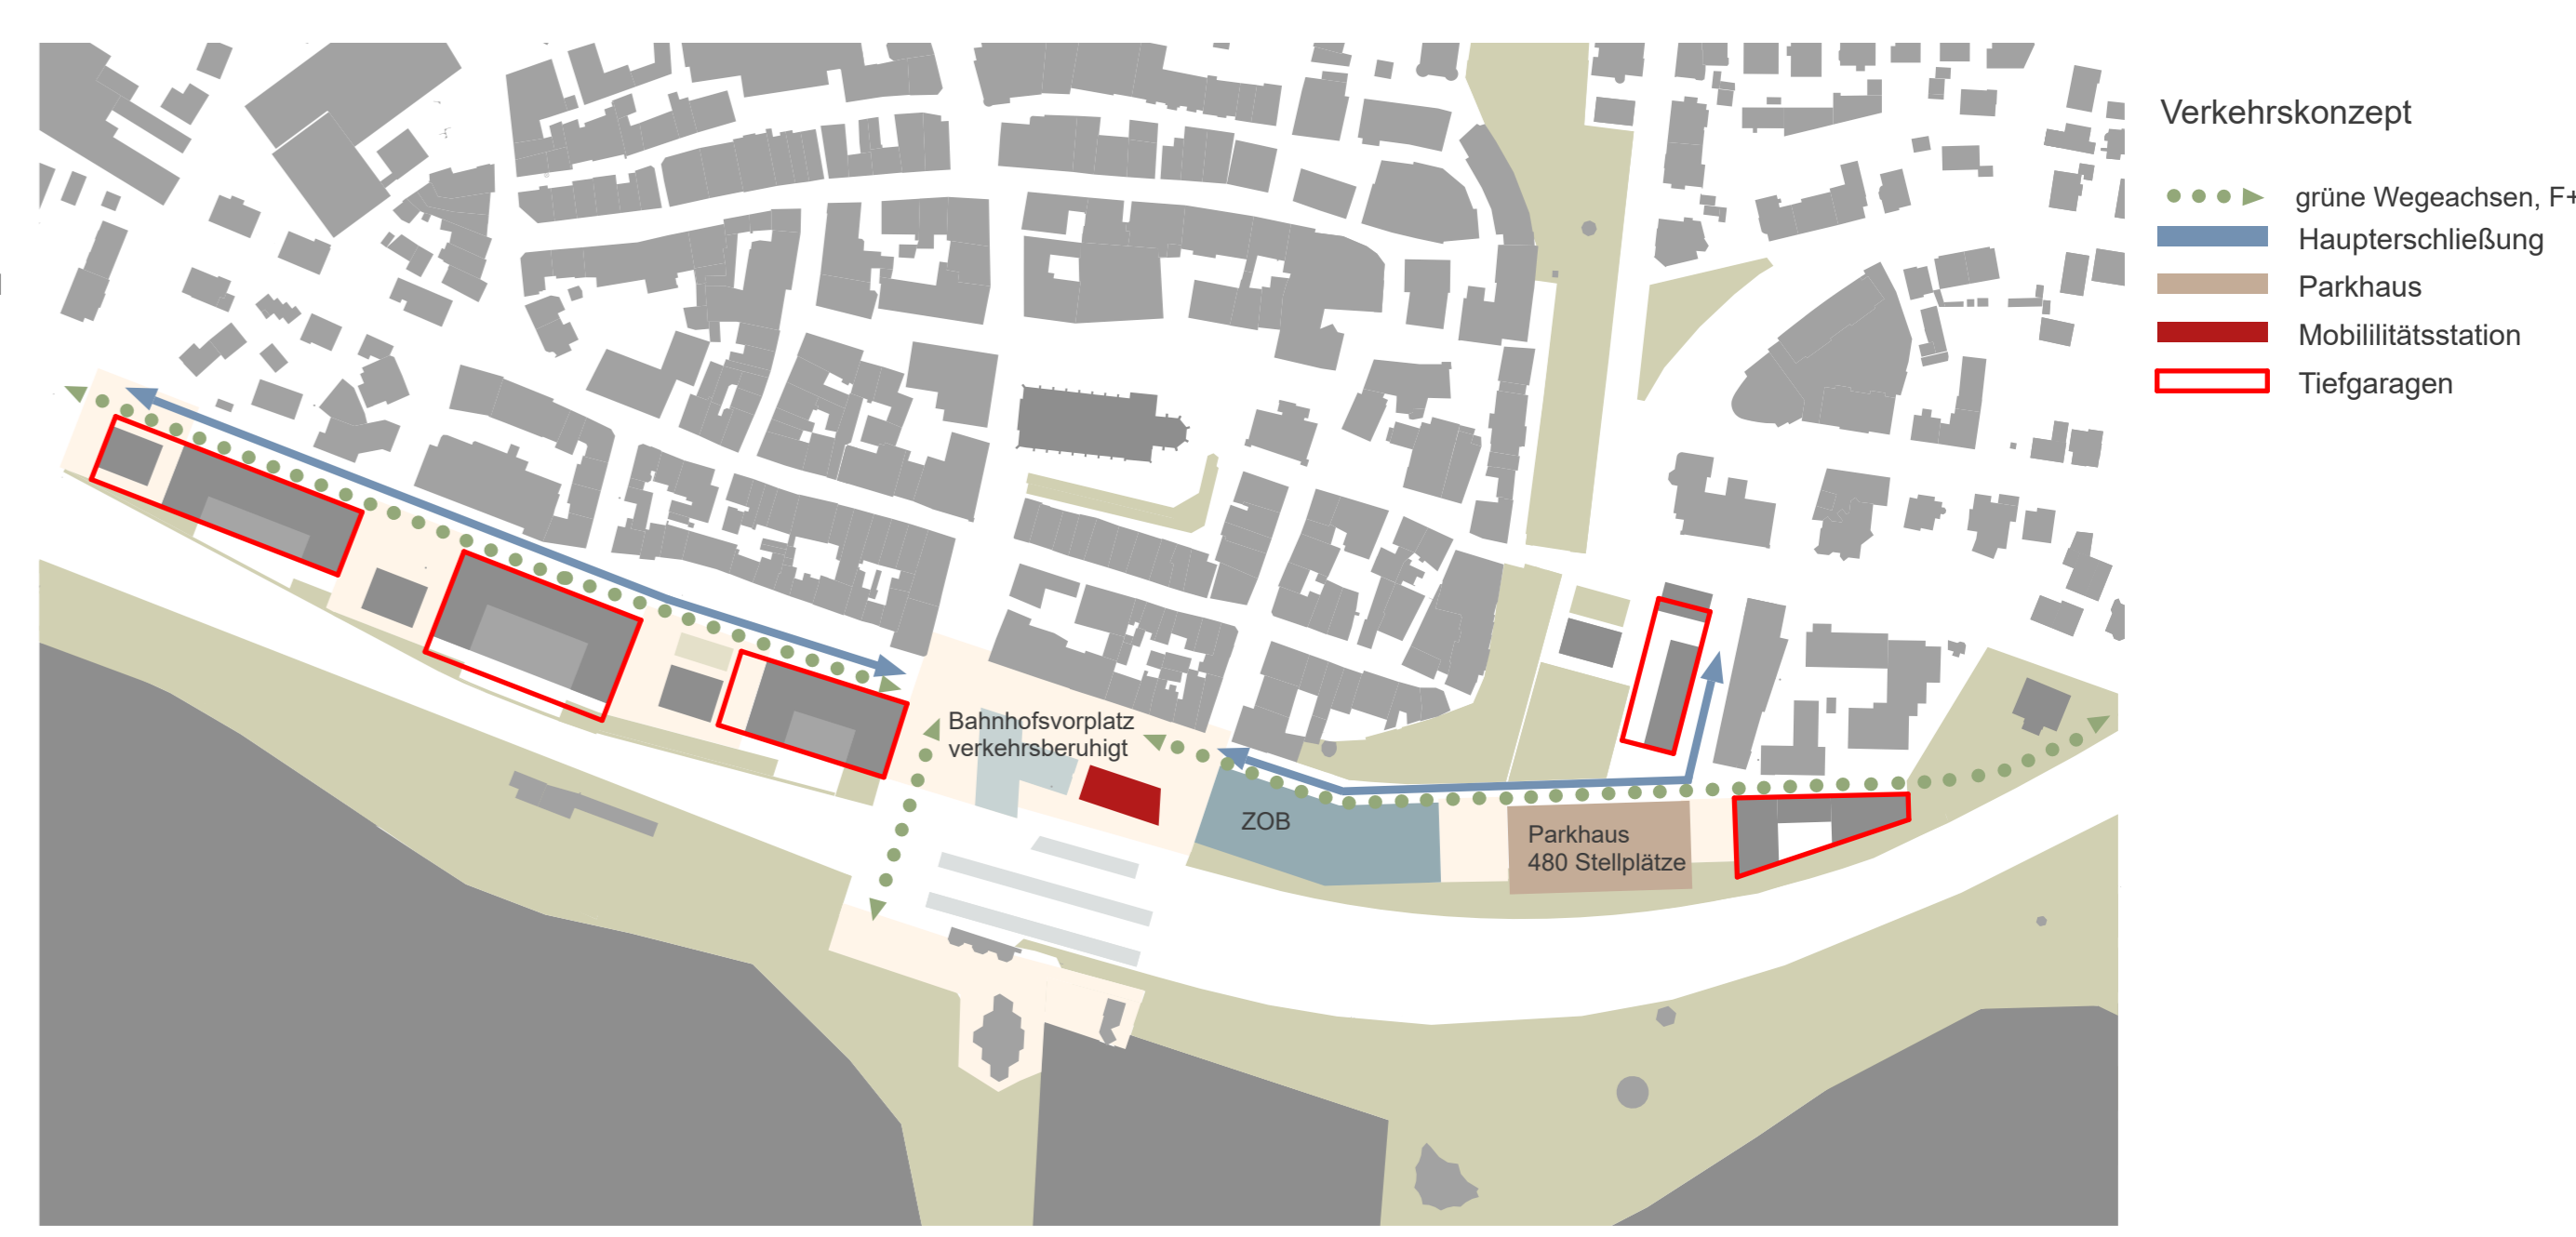 Verkehrskonzept
grüne Wegeachsen, F+
Haupterschließung
Parkhaus
Mobililitätsstation
Tiefgaragen
Bahnhofsvorplatz
verkehrsberuhigt
ZOB
Parkhaus
480 Stellplätze